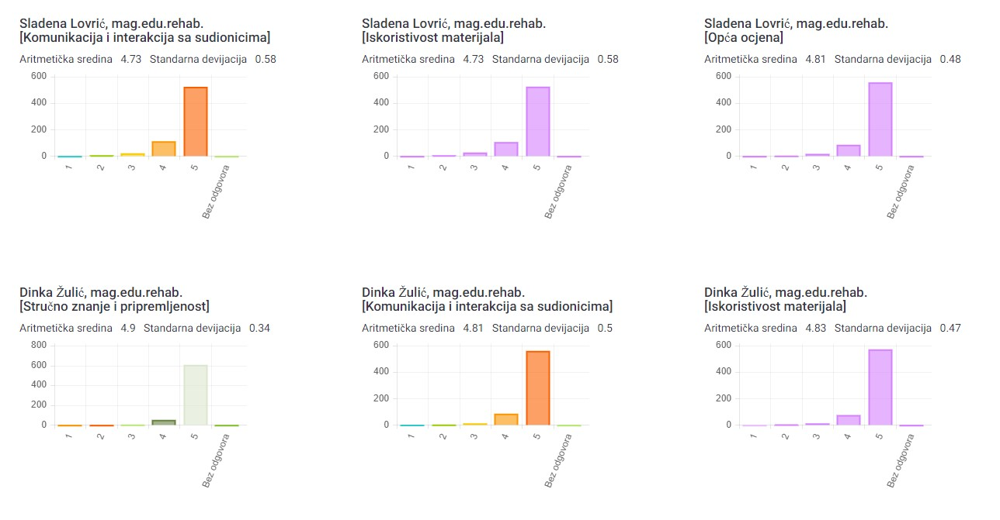 Sladena Lovrić, mag.edu.rehab.
[Komunikacija i interakcija sa sudionicima]
Aritmetička sredina 4.73 Standarna devijacija 0.58
600
400
200
0
1
2
3
4
5
Bez odgovora
Sladena Lovrić, mag.edu.rehab.
[Iskoristivost materijala]
Aritmetička sredina 4.73 Standarna devijacija 0.58
600
400
200
0
1
2
3
4
5
Bez odgovora
Sladena Lovrić, mag.edu.rehab.
[Opća ocjena]
Aritmetička sredina 4.81 Standarna devijacija 0.48
600
400
200
0
1
2
3
4
5
Bez odgovora
Dinka Žulić, mag.edu.rehab.
[Stručno znanje i pripremljenost]
Aritmetička sredina 4.9 Standarna devijacija 0.34
800
600
400
200
0
1
2
3
4
5
Bez odgovora
Dinka Žulić, mag.edu.rehab.
[Komunikacija i interakcija sa sudionicima]
Aritmetička sredina 4.81 Standarna devijacija 0.5
600
400
200
0
1
2
3
4
5
Bez odgovora
Dinka Žulić, mag.edu.rehab.
[Iskoristivost materijala]
Aritmetička sredina 4.83 Standarna devijacija 0.47
600
400
200
0
1
2
3
4
5
Bez odgovora